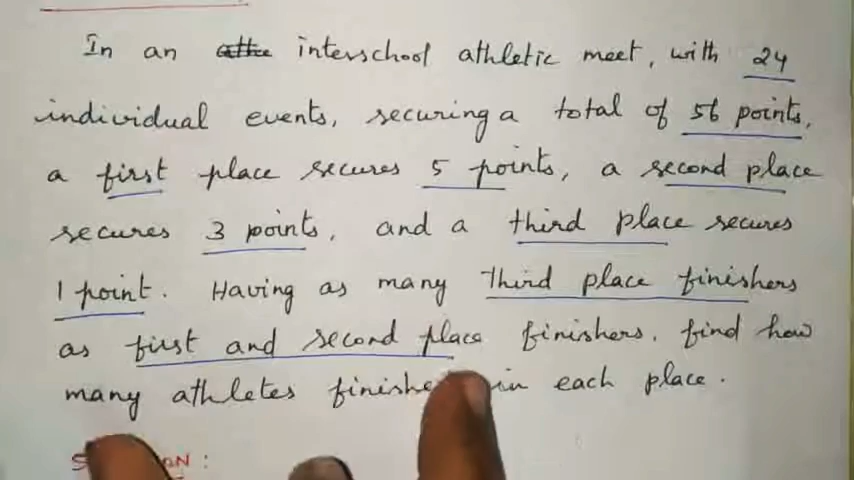 In an interschool athletic meet, with 24
individual events, securing a total of 56 points,
a first place secures 5 points, a second place
secures 3 points, and a third place secures
1 point. Having as many third place finishers
as first and second place finishers, find how
many athletes in each place.